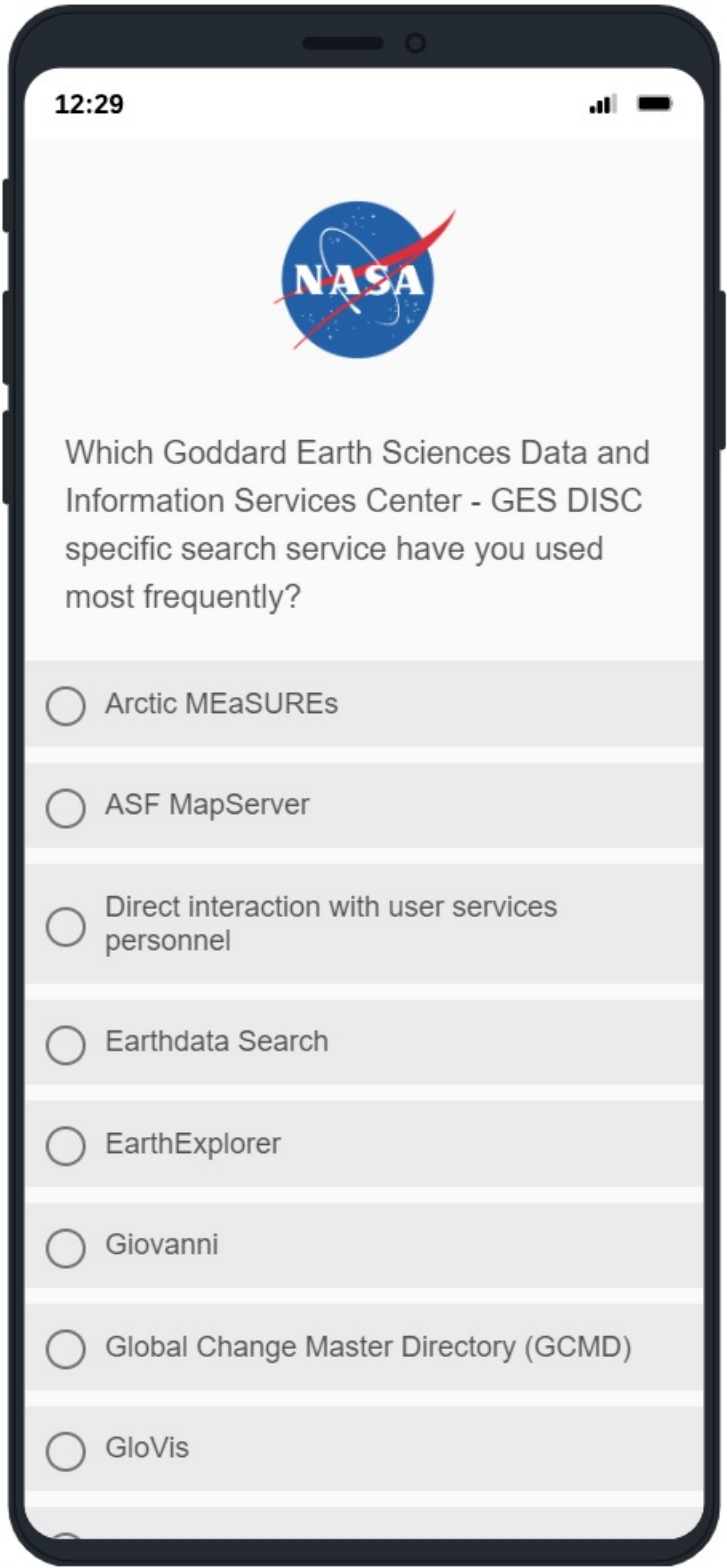 12:29
NASA
Which Goddard Earth Sciences Data and
Information Services Center - GES DISC
specific search service have you used
most frequently?
Arctic MEaSUREs
ASF MapServer
Direct interaction with user services
personnel
Earthdata Search
EarthExplorer
Giovanni
Global Change Master Directory (GCMD)
GloVis